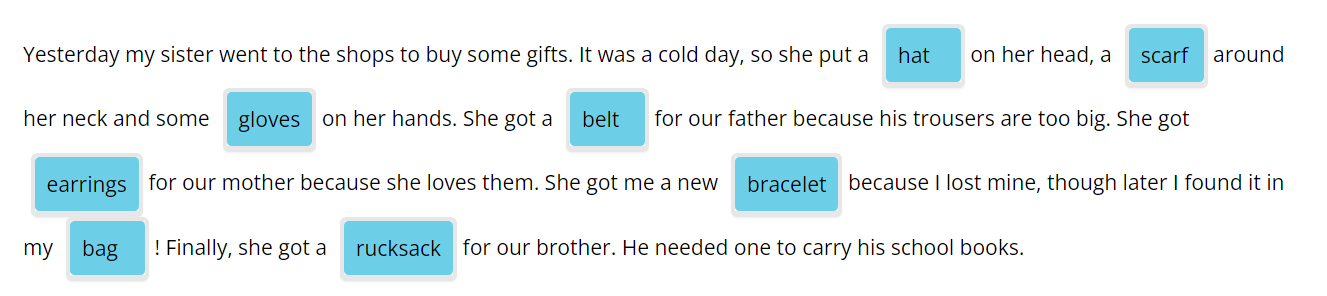 Yesterday my sister went to the shops to buy some gifts. It was a cold day, so she put a hat on her head, a scarf around
her neck and some gloves on her hands. She got a belt for our father because his trousers are too big. She got
earrings for our mother because she loves them. She got me a new bracelet because I lost mine, though later I found it in
my bag ! Finally, she got a rucksack for our brother. He needed one to carry his school books.